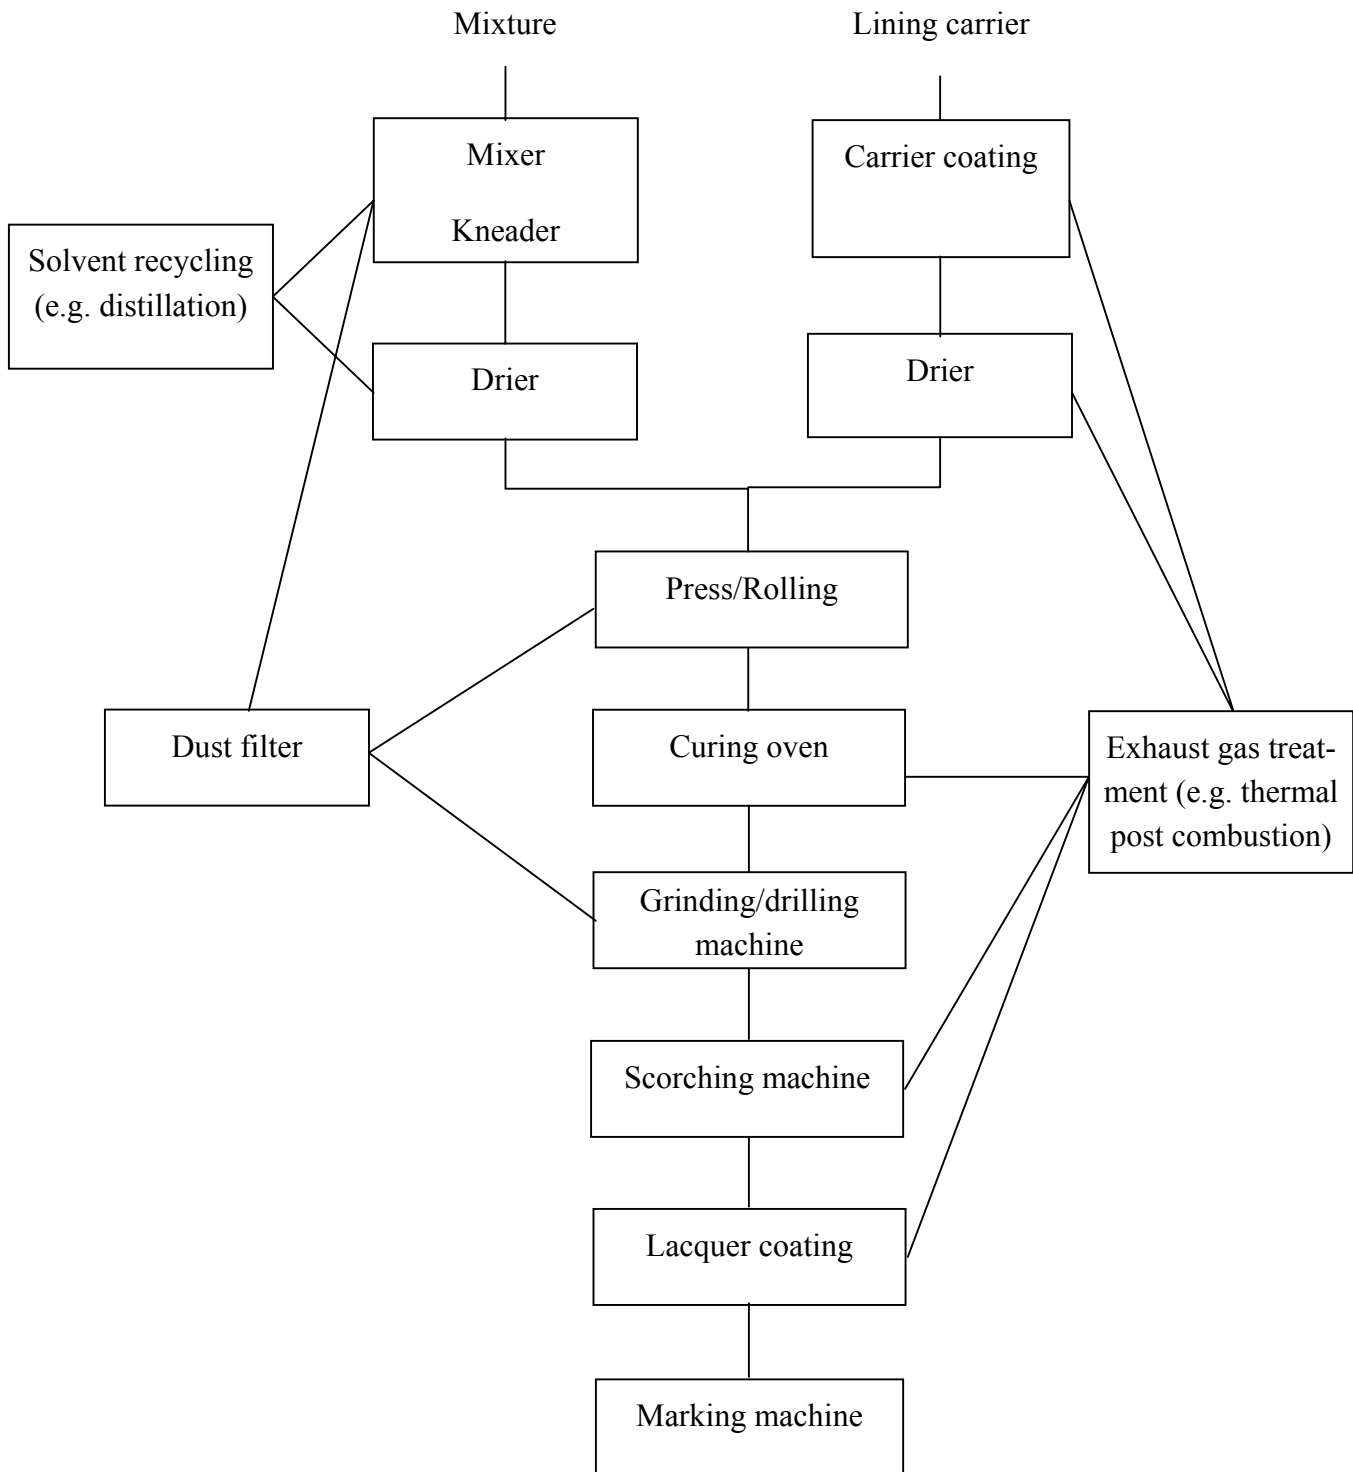 Mixture
Lining carrier
Mixer
Kneader
Carrier coating
Solvent recycling
(e.g. distillation)
Drier
Drier
Press/Rolling
Dust filter
Curing oven
Exhaust gas treat-
ment (e.g. thermal
post combustion)
Grinding/drilling
machine
Scorching machine
Lacquer coating
Marking machine